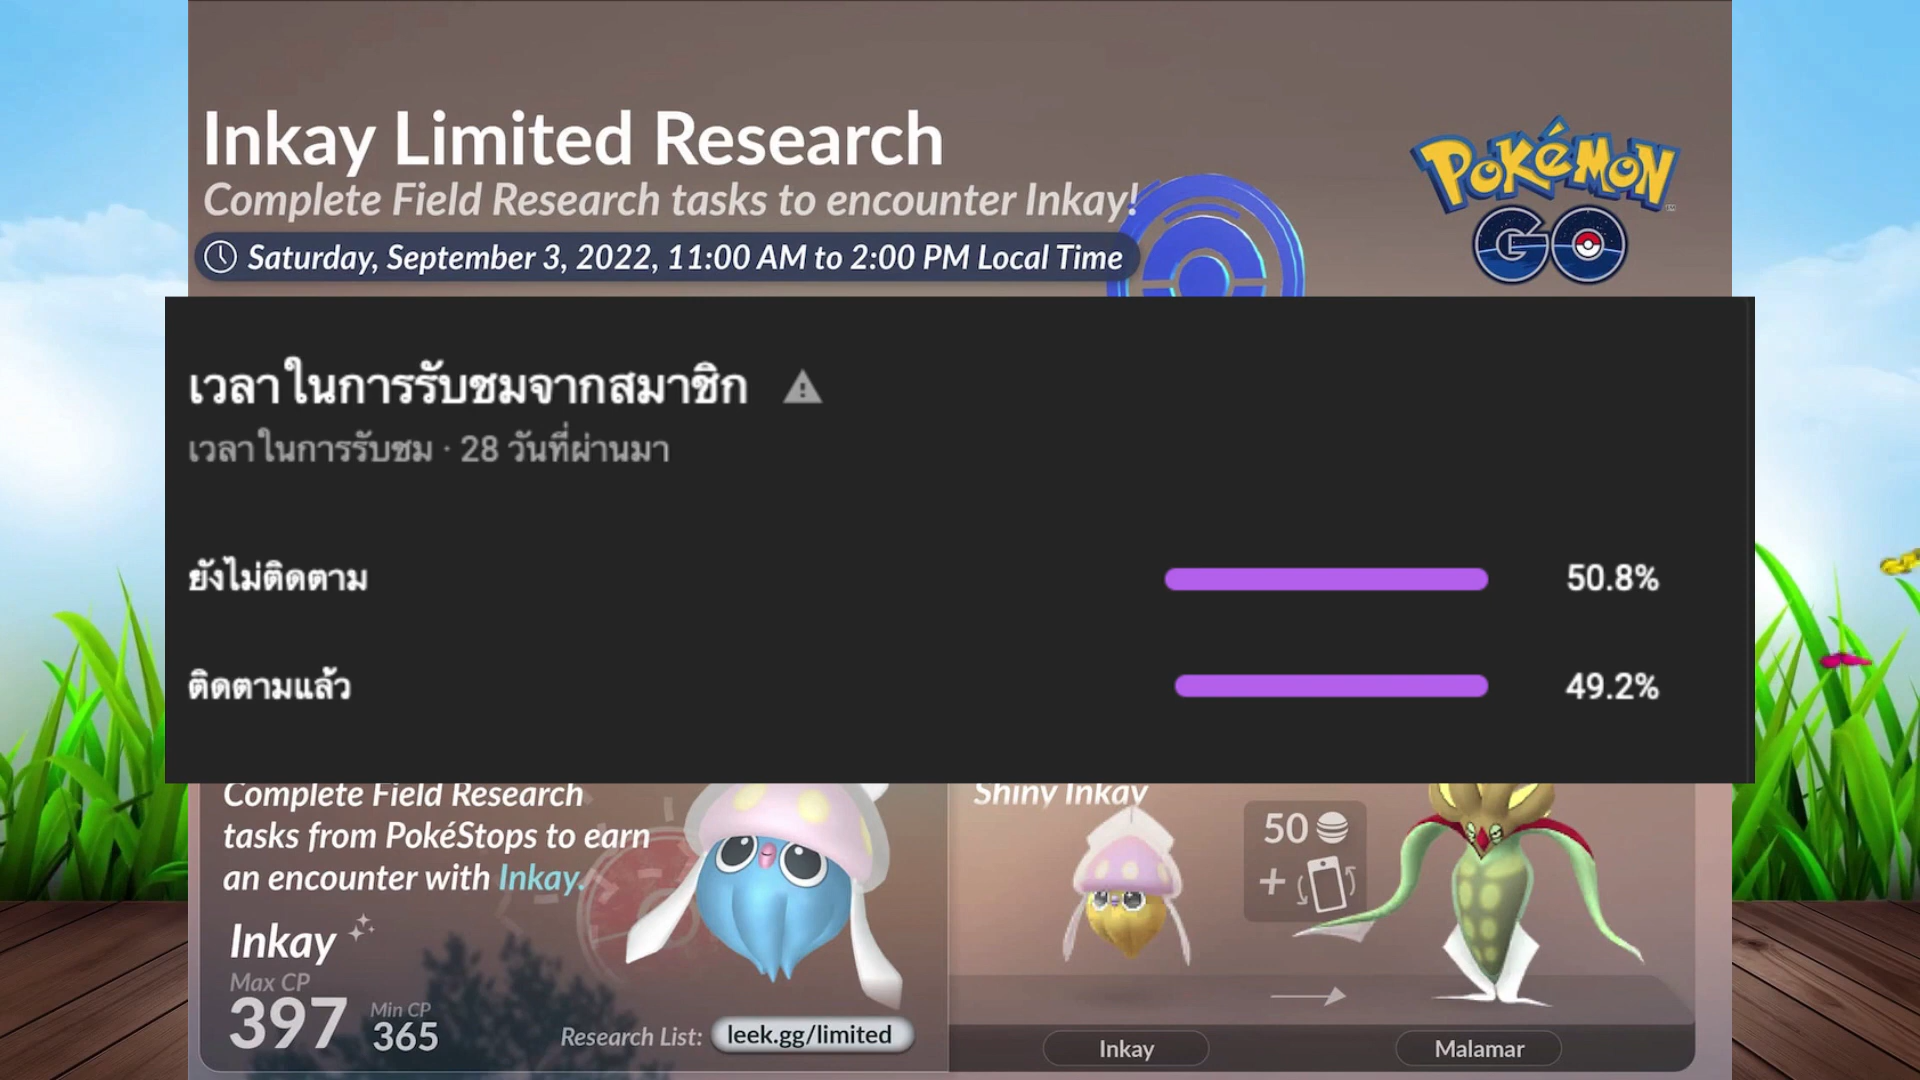 Inkay Limited Research
Complete Field Research tasks to encounter Inkay!
Saturday, September 3, 2022, 11:00 AM to 2:00 PM Local Time
POKÉMON
GO
เวลาในการรับชมจากสมาชิก
เวลาในการรับชม · 28 วันที่ผ่านมา
ยังไม่ติดตาม 50.8%
ติดตามแล้ว 49.2%
Complete Field Research
tasks from PokéStops to earn
an encounter with Inkay.
Inkay
Max CP
397
Min CP
365
Research List: leek.gg/limited
Shiny Inkay
50
+
Inkay
Malamar